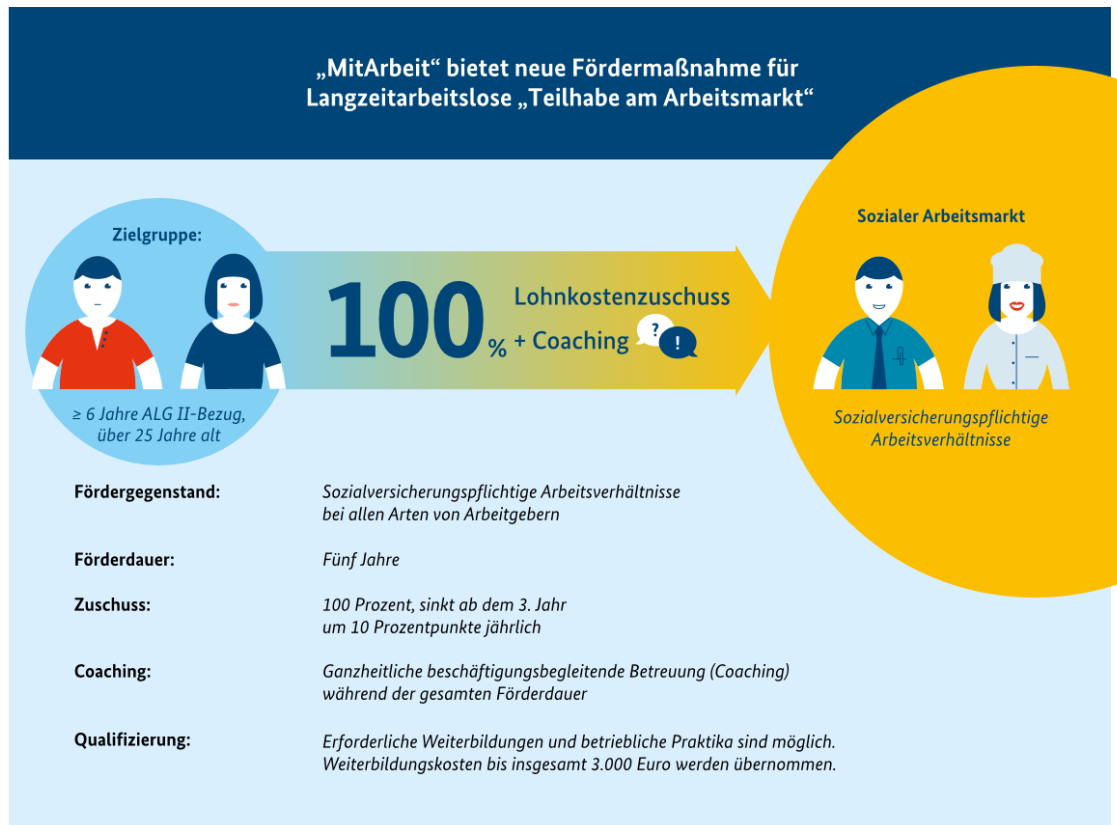 „MitArbeit“ bietet neue Fördermaßnahme für
Langzeitarbeitslose „Teilhabe am Arbeitsmarkt“
Zielgruppe:
≥ 6 Jahre ALG II-Bezug,
über 25 Jahre alt
100 % Lohnkostenzuschuss
+ Coaching ? !
Sozialer Arbeitsmarkt
Sozialversicherungspflichtige
Arbeitsverhältnisse
Fördergegenstand: Sozialversicherungspflichtige Arbeitsverhältnisse
bei allen Arten von Arbeitgebern
Förderdauer: Fünf Jahre
Zuschuss: 100 Prozent, sinkt ab dem 3. Jahr
um 10 Prozentpunkte jährlich
Coaching: Ganzheitliche beschäftigungsbegleitende Betreuung (Coaching)
während der gesamten Förderdauer
Qualifizierung: Erforderliche Weiterbildungen und betriebliche Praktika sind möglich.
Weiterbildungskosten bis insgesamt 3.000 Euro werden übernommen.